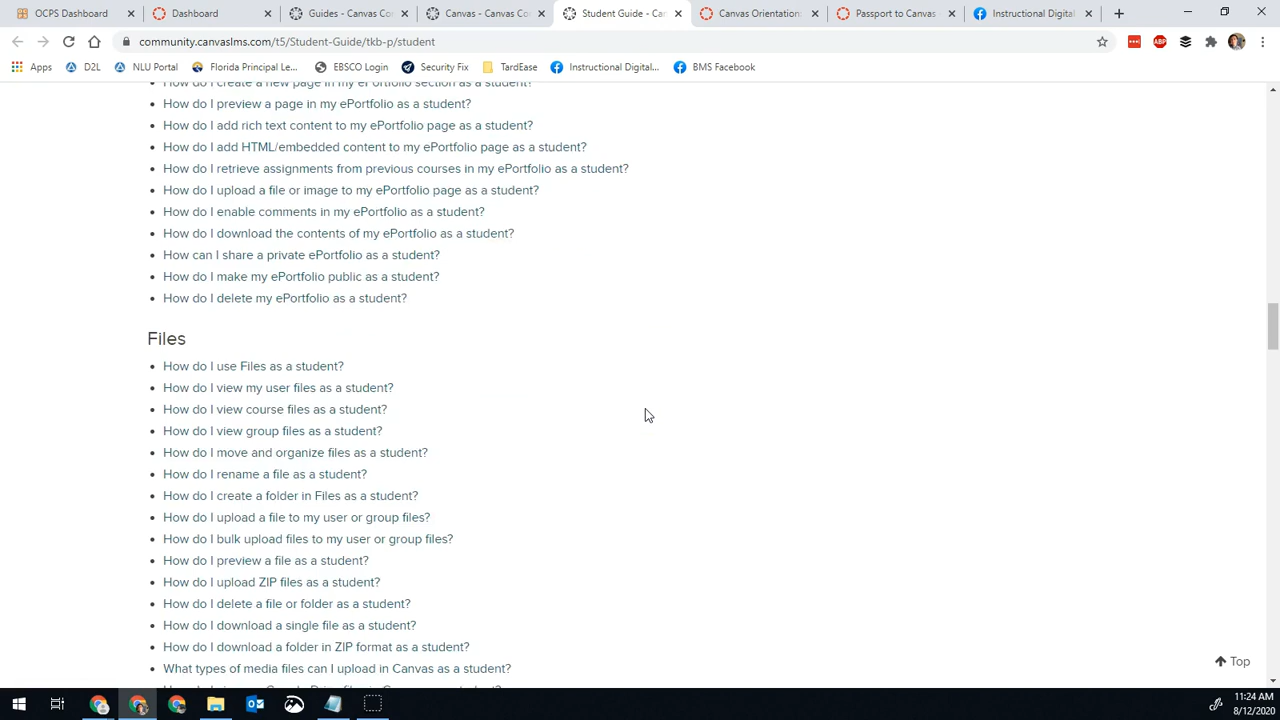 OCPS Dashboard
Dashboard
Guides - Canvas Co
Canvas - Canvas Co
Student Guide - Ca
Canvas Orientation
Passport to Canvas
Instructional Digital
community.canvaslms.com/t5/Student-Guide/tkb-p/student
Apps
D2L
NLU Portal
Florida Principal Le...
EBSCO Login
Security Fix
TardEase
Instructional Digital...
BMS Facebook
How do I create a new page in my ePortfolio section as a student?
How do I preview a page in my ePortfolio as a student?
How do I add rich text content to my ePortfolio page as a student?
How do I add HTML/embedded content to my ePortfolio page as a student?
How do I retrieve assignments from previous courses in my ePortfolio as a student?
How do I upload a file or image to my ePortfolio page as a student?
How do I enable comments in my ePortfolio as a student?
How do I download the contents of my ePortfolio as a student?
How can I share a private ePortfolio as a student?
How do I make my ePortfolio public as a student?
How do I delete my ePortfolio as a student?
Files
How do I use Files as a student?
How do I view my user files as a student?
How do I view course files as a student?
How do I view group files as a student?
How do I move and organize files as a student?
How do I rename a file as a student?
How do I create a folder in Files as a student?
How do I upload a file to my user or group files?
How do I bulk upload files to my user or group files?
How do I preview a file as a student?
How do I upload ZIP files as a student?
How do I delete a file or folder as a student?
How do I download a single file as a student?
How do I download a folder in ZIP format as a student?
What types of media files can I upload in Canvas as a student?
Top
11:24 AM
8/12/2020